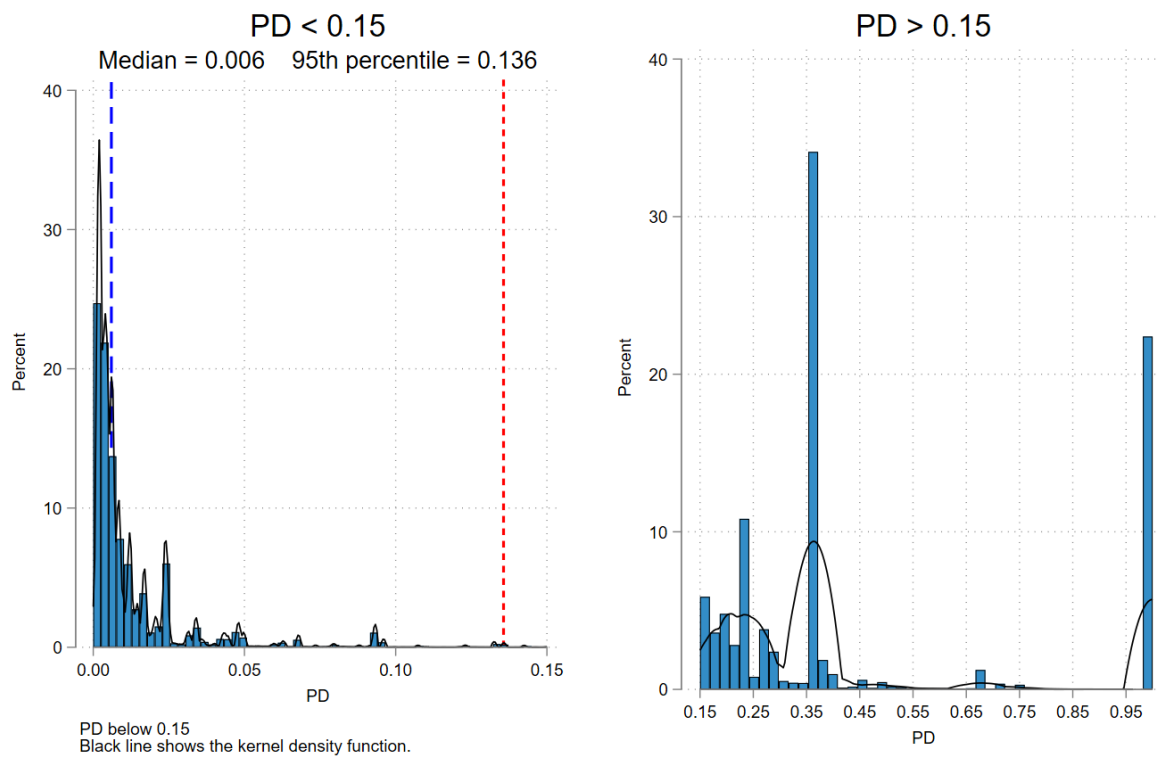 PD < 0.15
Median = 0.006 95th percentile = 0.136
40
30
20
10
0
Percent
0.00 0.05 0.10 0.15
PD
PD below 0.15
Black line shows the kernel density function.
PD > 0.15
40
30
20
10
0
Percent
0.15 0.25 0.35 0.45 0.55 0.65 0.75 0.85 0.95
PD